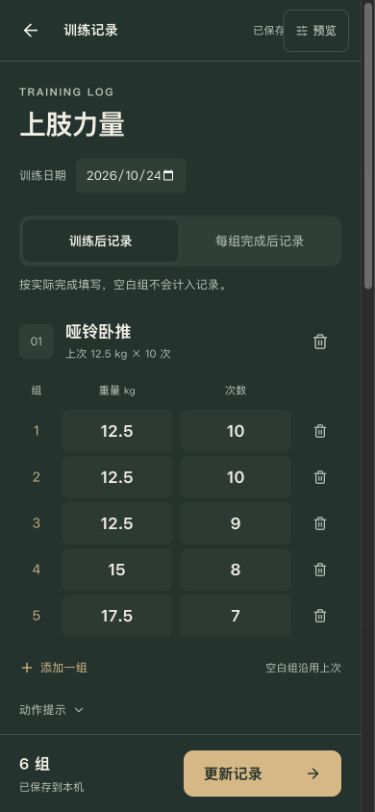 训练记录
已保存 预览
TRAINING LOG
上肢力量
训练日期 2026/10/24
训练后记录 每组完成后记录
按实际完成填写，空白组不会计入记录。
01 哑铃卧推
上次 12.5 kg × 10 次
组 重量 kg 次数
1 12.5 10
2 12.5 10
3 12.5 9
4 15 8
5 17.5 7
添加一组 空白组沿用上次
动作提示
6 组
已保存到本机
更新记录